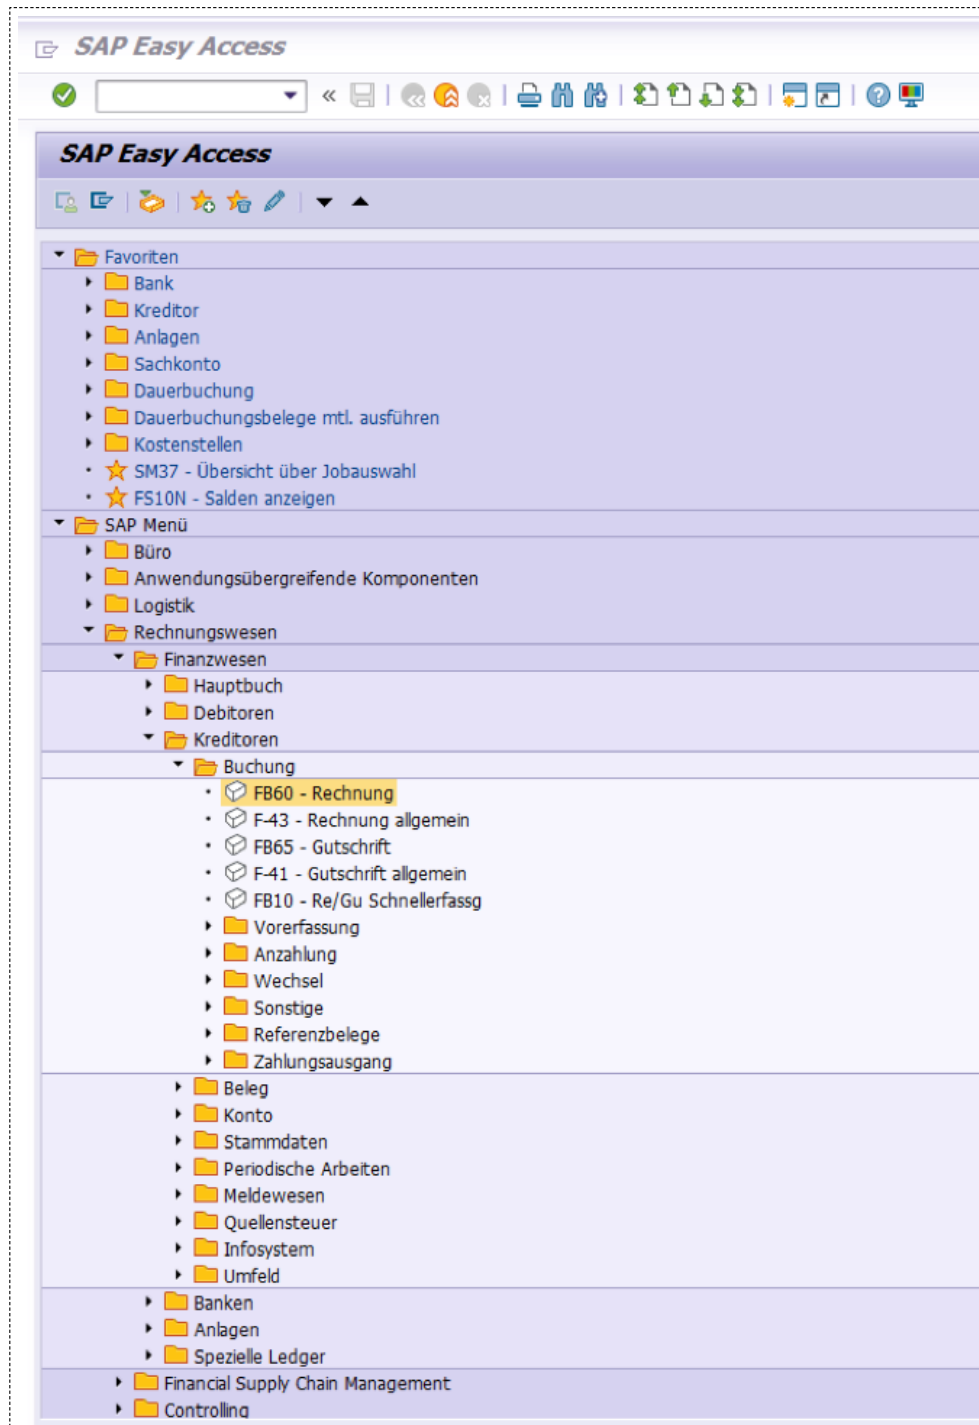 SAP Easy Access
SAP Easy Access
Favoriten
Bank
Kreditor
Anlagen
Sachkonto
Dauerbuchung
Dauerbuchungsbelege mtl. ausführen
Kostenstellen
SM37 - Übersicht über Jobauswahl
FS10N - Salden anzeigen
SAP Menü
Büro
Anwendungsübergreifende Komponenten
Logistik
Rechnungswesen
Finanzwesen
Hauptbuch
Debitoren
Kreditoren
Buchung
FB60 - Rechnung
F-43 - Rechnung allgemein
FB65 - Gutschrift
F-41 - Gutschrift allgemein
FB10 - Re/Gu Schnellerfassg
Vorerfassung
Anzahlung
Wechsel
Sonstige
Referenzbelege
Zahlungsausgang
Beleg
Konto
Stammdaten
Periodische Arbeiten
Meldewesen
Quellensteuer
Infosystem
Umfeld
Banken
Anlagen
Spezielle Ledger
Financial Supply Chain Management
Controlling